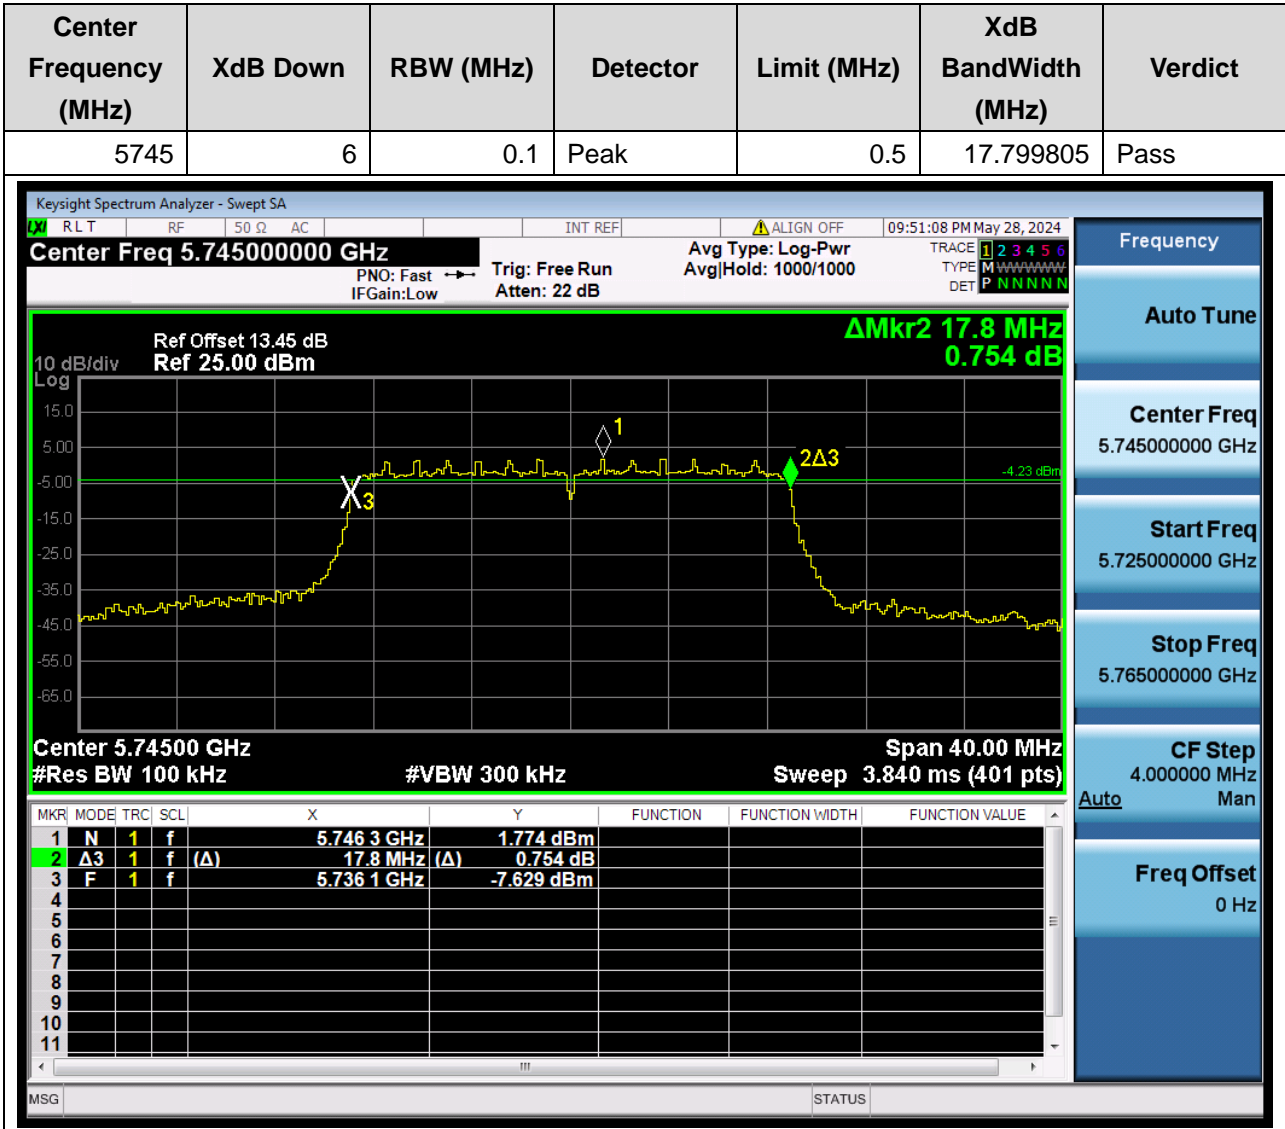 Center Frequency (MHz) XdB Down RBW (MHz) Detector Limit (MHz) XdB BandWidth (MHz) Verdict
5745 6 0.1 Peak 0.5 17.799805 Pass
Keysight Spectrum Analyzer - Swept SA
LXI R L T RF 50 Ω AC INT REF ALIGN OFF 09:51:08 PM May 28, 2024
Center Freq 5.745000000 GHz
PNO: Fast
IFGain:Low
Trig: Free Run
Atten: 22 dB
Avg Type: Log-Pwr
Avg|Hold: 1000/1000
TRACE 1 2 3 4 5 6
TYPE M W W W W W
DET P N N N N N
ΔMkr2 17.8 MHz
0.754 dB
Ref Offset 13.45 dB
10 dB/div Ref 25.00 dBm
Log
15.0
5.00
-5.00
-15.0
-25.0
-35.0
-45.0
-55.0
-65.0
1
2Δ3
3
-4.23 dBm
Center 5.74500 GHz Span 40.00 MHz
#Res BW 100 kHz #VBW 300 kHz Sweep 3.840 ms (401 pts)
MKR MODE TRC SCL X Y FUNCTION FUNCTION WIDTH FUNCTION VALUE
1 N 1 f 5.746 3 GHz 1.774 dBm
2 Δ3 1 f (Δ) 17.8 MHz (Δ) 0.754 dB
3 F 1 f 5.736 1 GHz -7.629 dBm
4
5
6
7
8
9
10
11
MSG STATUS
Frequency
Auto Tune
Center Freq
5.745000000 GHz
Start Freq
5.725000000 GHz
Stop Freq
5.765000000 GHz
CF Step
4.000000 MHz
Auto Man
Freq Offset
0 Hz